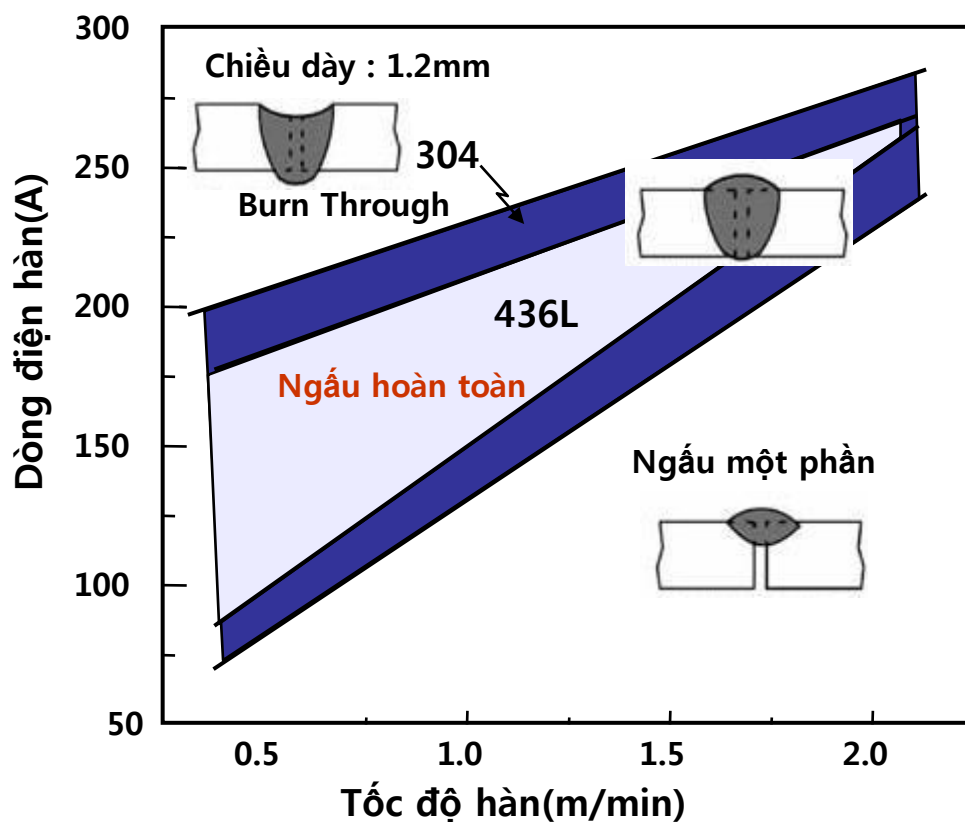 300
Chiều dày : 1.2mm
250
304
Burn Through
200
436L
Ngấu hoàn toàn
150
Ngấu một phần
100
50
0.5 1.0 1.5 2.0
Tốc độ hàn(m/min)
Dòng điện hàn(A)